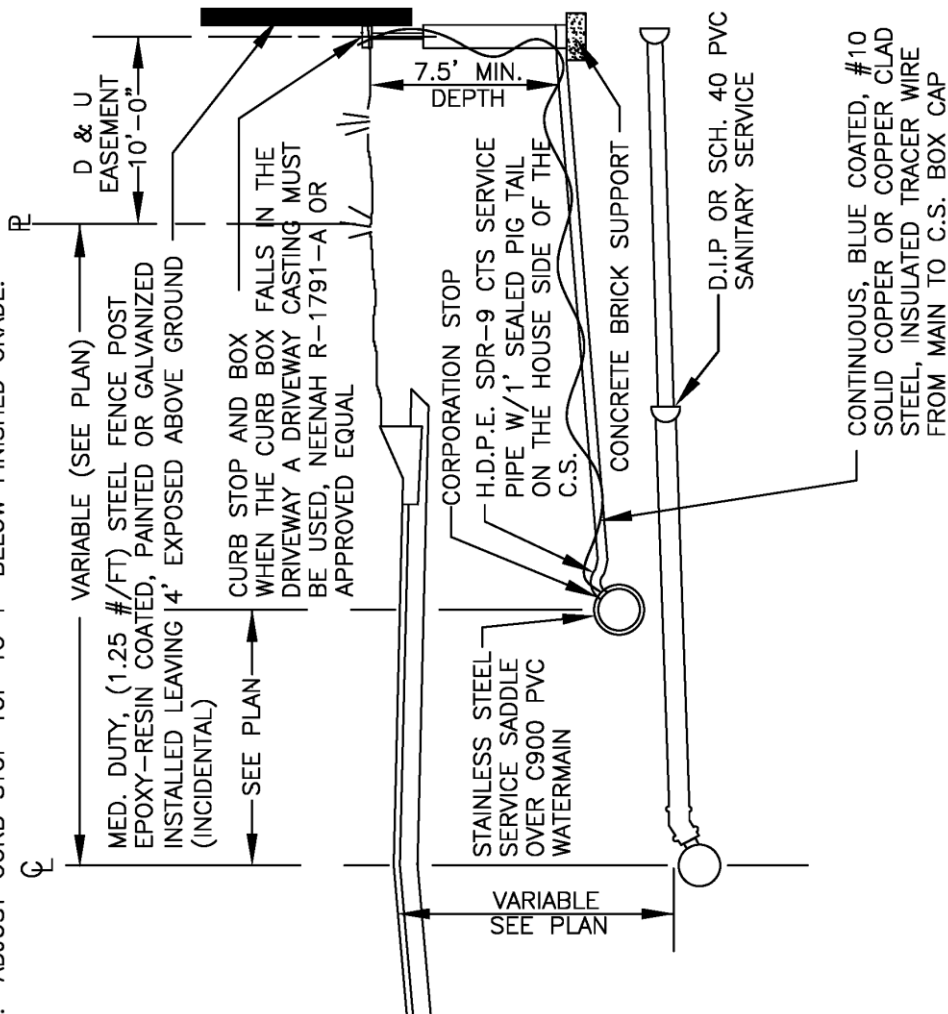 ADJUST CURB STOP TOP TO 1" BELOW FINISHED GRADE.
℄
VARIABLE (SEE PLAN)
PL
D & U
EASEMENT
10'-0"
MED. DUTY, (1.25 #/FT) STEEL FENCE POST
EPOXY-RESIN COATED, PAINTED OR GALVANIZED
INSTALLED LEAVING 4' EXPOSED ABOVE GROUND
(INCIDENTAL)
CURB STOP AND BOX
WHEN THE CURB BOX FALLS IN THE
DRIVEWAY A DRIVEWAY CASTING MUST
BE USED, NEENAH R-1791-A OR
APPROVED EQUAL
SEE PLAN
7.5' MIN.
DEPTH
CORPORATION STOP
H.D.P.E. SDR-9 CTS SERVICE
PIPE W/1' SEALED PIG TAIL
ON THE HOUSE SIDE OF THE
C.S.
CONCRETE BRICK SUPPORT
STAINLESS STEEL
SERVICE SADDLE
OVER C900 PVC
WATERMAIN
VARIABLE
SEE PLAN
D.I.P OR SCH. 40 PVC
SANITARY SERVICE
CONTINUOUS, BLUE COATED, #10
SOLID COPPER OR COPPER CLAD
STEEL, INSULATED TRACER WIRE
FROM MAIN TO C.S. BOX CAP